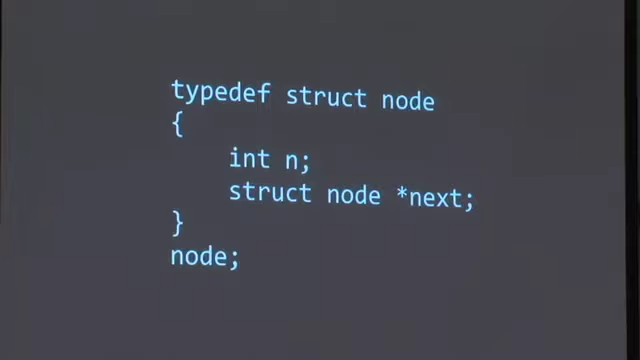 typedef struct node
{
    int n;
    struct node *next;
}
node;